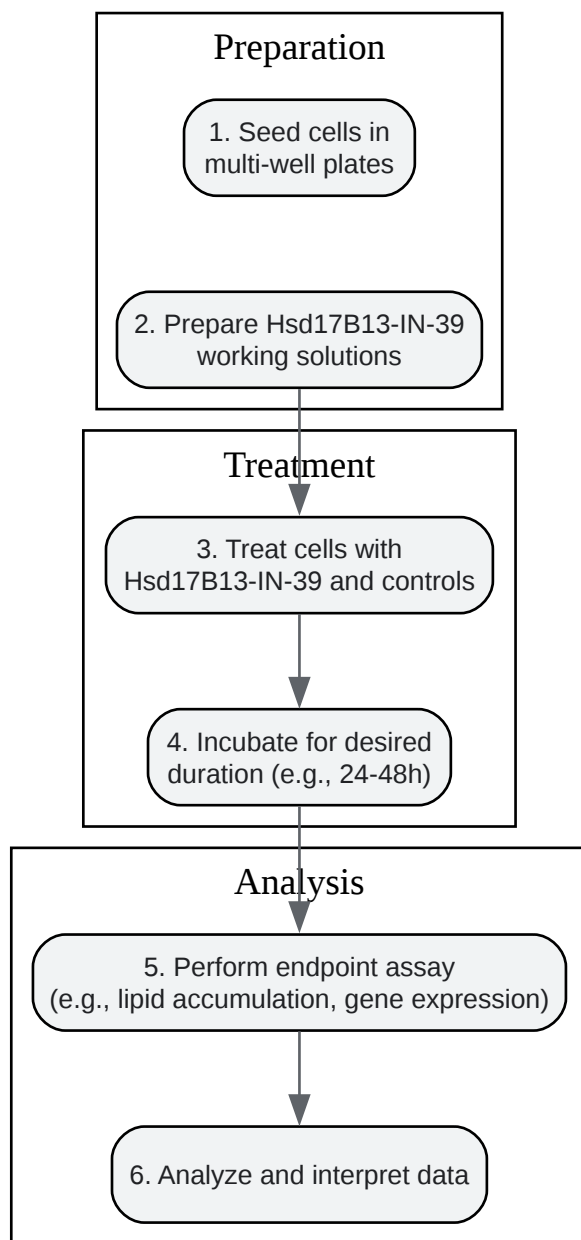 Preparation
1. Seed cells in
multi-well plates
2. Prepare Hsd17B13-IN-39
working solutions
Treatment
3. Treat cells with
Hsd17B13-IN-39 and controls
4. Incubate for desired
duration (e.g., 24-48h)
Analysis
5. Perform endpoint assay
(e.g., lipid accumulation, gene expression)
6. Analyze and interpret data